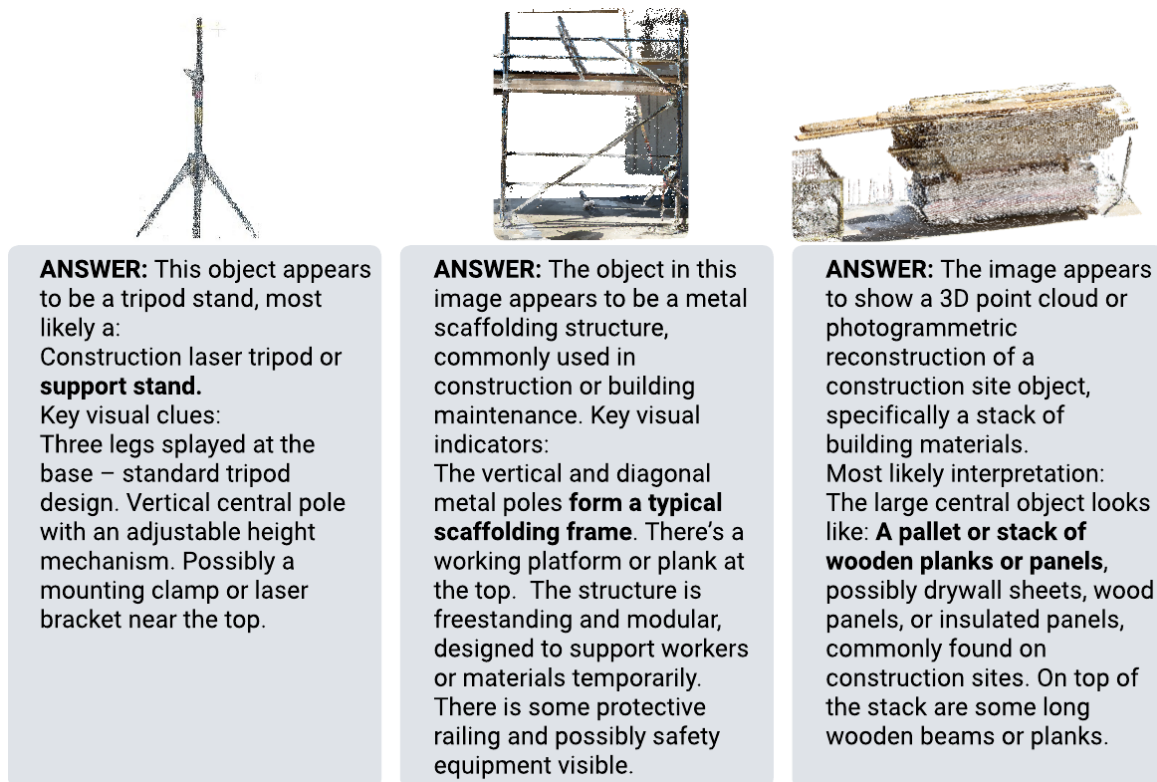 ANSWER: This object appears
to be a tripod stand, most
likely a:
Construction laser tripod or
support stand.
Key visual clues:
Three legs splayed at the
base – standard tripod
design. Vertical central pole
with an adjustable height
mechanism. Possibly a
mounting clamp or laser
bracket near the top.
ANSWER: The object in this
image appears to be a metal
scaffolding structure,
commonly used in
construction or building
maintenance. Key visual
indicators:
The vertical and diagonal
metal poles form a typical
scaffolding frame. There’s a
working platform or plank at
the top.  The structure is
freestanding and modular,
designed to support workers
or materials temporarily.
There is some protective
railing and possibly safety
equipment visible.
ANSWER: The image appears
to show a 3D point cloud or
photogrammetric
reconstruction of a
construction site object,
specifically a stack of
building materials.
Most likely interpretation:
The large central object looks
like: A pallet or stack of
wooden planks or panels,
possibly drywall sheets, wood
panels, or insulated panels,
commonly found on
construction sites. On top of
the stack are some long
wooden beams or planks.